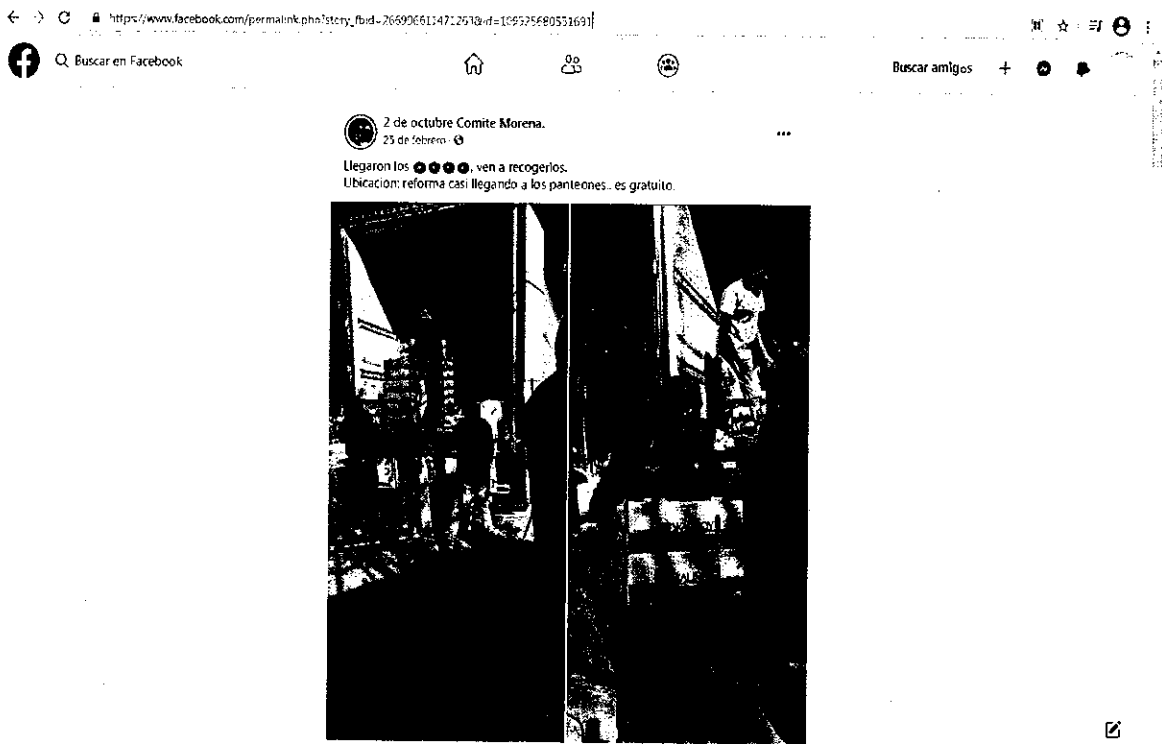 Buscar en Facebook
Buscar amigos
2 de octubre Comite Morena.
23 de febrero
Llegaron los , ven a recogerlos.
Ubicacion: reforma casi llegando a los panteones.. es gratuito.